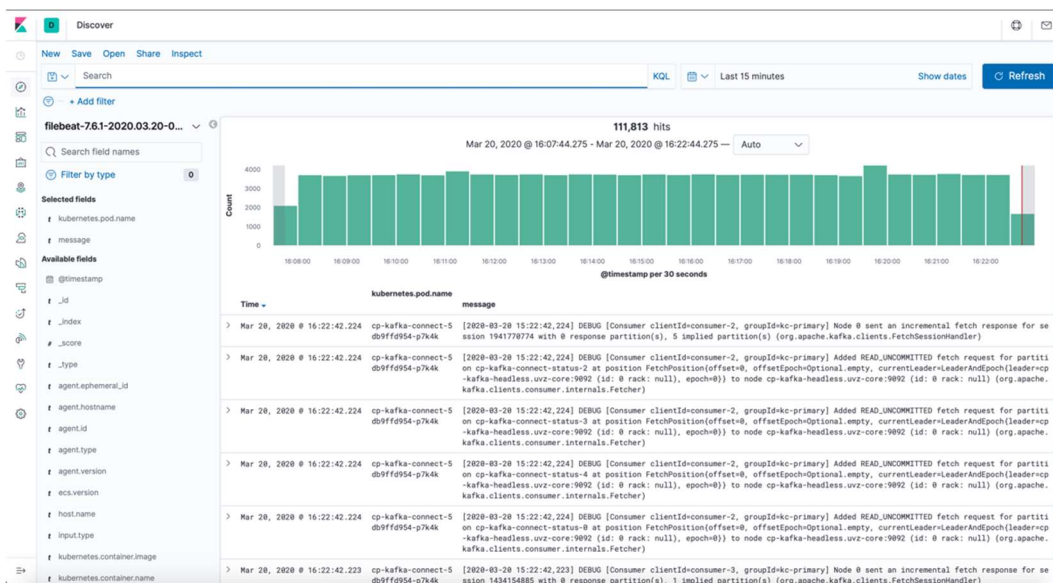 D
Discover
New Save Open Share Inspect
Search
KQL
Last 15 minutes
Show dates
Refresh
+ Add filter
filebeat-7.6.1-2020.03.20-0...
Search field names
Filter by type
0
Selected fields
t kubernetes.pod.name
t message
Available fields
@timestamp
t _id
t _index
# _score
t _type
t agent.ephemeral_id
t agent.hostname
t agent.id
t agent.type
t agent.version
t ecs.version
t host.name
t input.type
t kubernetes.container.image
t kubernetes.container.name
111,813 hits
Mar 20, 2020 @ 16:07:44.275 - Mar 20, 2020 @ 16:22:44.275 —
Auto
Count
4000
3000
2000
1000
0
16:08:00 16:09:00 16:10:00 16:11:00 16:12:00 16:13:00 16:14:00 16:15:00 16:16:00 16:17:00 16:18:00 16:19:00 16:20:00 16:21:00 16:22:00
@timestamp per 30 seconds
Time kubernetes.pod.name message
Mar 20, 2020 @ 16:22:42.224 cp-kafka-connect-5 [2020-03-20 15:22:42,224] DEBUG [Consumer clientId=consumer-2, groupId=kc-primary] Node 0 sent an incremental fetch response for se
db9ffd954-p7k4k ssion 1941770774 with 0 response partition(s), 5 implied partition(s) (org.apache.kafka.clients.FetchSessionHandler)
Mar 20, 2020 @ 16:22:42.224 cp-kafka-connect-5 [2020-03-20 15:22:42,224] DEBUG [Consumer clientId=consumer-2, groupId=kc-primary] Added READ_UNCOMMITTED fetch request for partiti
db9ffd954-p7k4k on cp-kafka-connect-status-2 at position FetchPosition{offset=0, offsetEpoch=Optional.empty, currentLeader=LeaderAndEpoch{leader=cp
-kafka-headless.uvz-core:9092 (id: 0 rack: null), epoch=0}} to node cp-kafka-headless.uvz-core:9092 (id: 0 rack: null) (org.apache.
kafka.clients.consumer.internals.Fetcher)
Mar 20, 2020 @ 16:22:42.224 cp-kafka-connect-5 [2020-03-20 15:22:42,224] DEBUG [Consumer clientId=consumer-2, groupId=kc-primary] Added READ_UNCOMMITTED fetch request for partiti
db9ffd954-p7k4k on cp-kafka-connect-status-3 at position FetchPosition{offset=0, offsetEpoch=Optional.empty, currentLeader=LeaderAndEpoch{leader=cp
-kafka-headless.uvz-core:9092 (id: 0 rack: null), epoch=0}} to node cp-kafka-headless.uvz-core:9092 (id: 0 rack: null) (org.apache.
kafka.clients.consumer.internals.Fetcher)
Mar 20, 2020 @ 16:22:42.224 cp-kafka-connect-5 [2020-03-20 15:22:42,224] DEBUG [Consumer clientId=consumer-2, groupId=kc-primary] Added READ_UNCOMMITTED fetch request for partiti
db9ffd954-p7k4k on cp-kafka-connect-status-4 at position FetchPosition{offset=0, offsetEpoch=Optional.empty, currentLeader=LeaderAndEpoch{leader=cp
-kafka-headless.uvz-core:9092 (id: 0 rack: null), epoch=0}} to node cp-kafka-headless.uvz-core:9092 (id: 0 rack: null) (org.apache.
kafka.clients.consumer.internals.Fetcher)
Mar 20, 2020 @ 16:22:42.224 cp-kafka-connect-5 [2020-03-20 15:22:42,224] DEBUG [Consumer clientId=consumer-2, groupId=kc-primary] Added READ_UNCOMMITTED fetch request for partiti
db9ffd954-p7k4k on cp-kafka-connect-status-0 at position FetchPosition{offset=0, offsetEpoch=Optional.empty, currentLeader=LeaderAndEpoch{leader=cp
-kafka-headless.uvz-core:9092 (id: 0 rack: null), epoch=0}} to node cp-kafka-headless.uvz-core:9092 (id: 0 rack: null) (org.apache.
kafka.clients.consumer.internals.Fetcher)
Mar 20, 2020 @ 16:22:42.223 cp-kafka-connect-5 [2020-03-20 15:22:42,223] DEBUG [Consumer clientId=consumer-3, groupId=kc-primary] Node 0 sent an incremental fetch response for se
db9ffd954-p7k4k ssion 1434154885 with 0 response partition(s), 1 implied partition(s) (org.apache.kafka.clients.FetchSessionHandler)